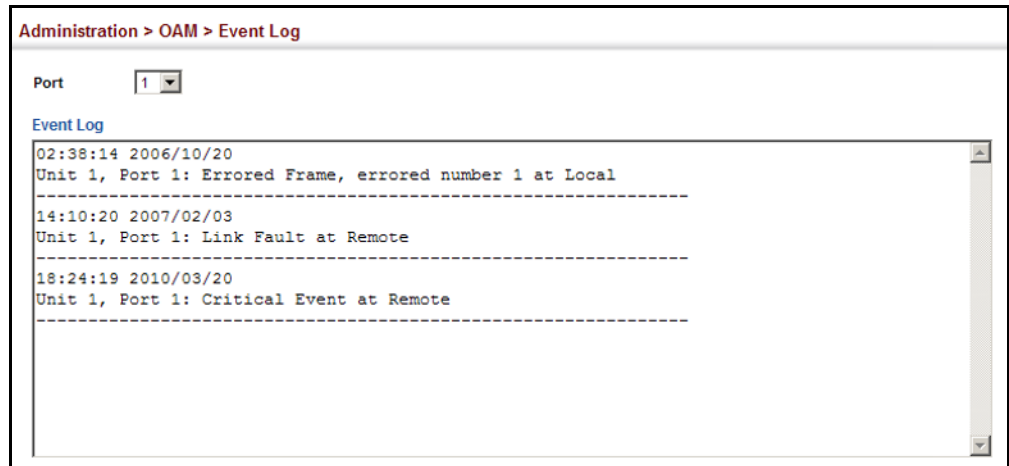 Administration > OAM > Event Log
Port 1
Event Log
02:38:14 2006/10/20
Unit 1, Port 1: Errored Frame, errored number 1 at Local
---------------------------------------------------------------
14:10:20 2007/02/03
Unit 1, Port 1: Link Fault at Remote
---------------------------------------------------------------
18:24:19 2010/03/20
Unit 1, Port 1: Critical Event at Remote
---------------------------------------------------------------